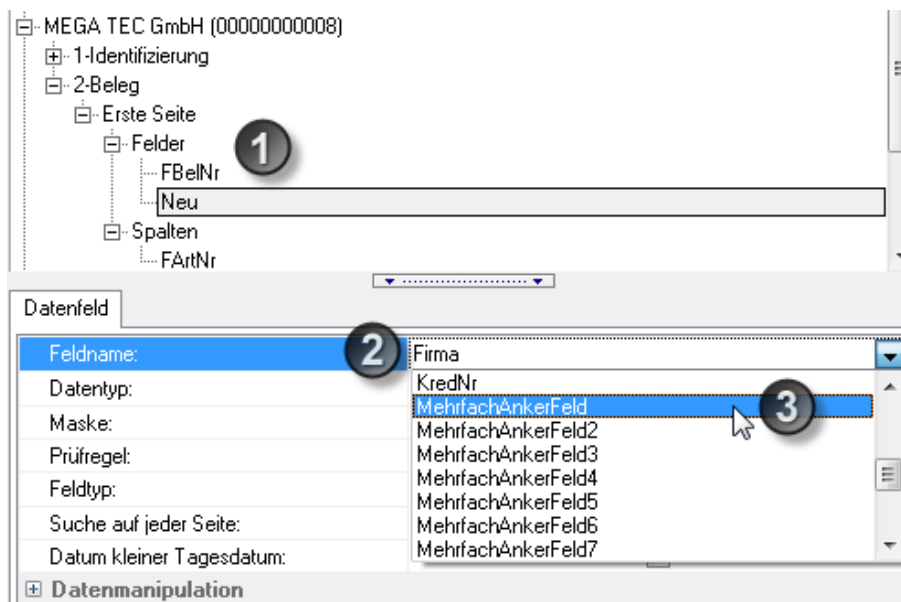 MEGA TEC GmbH (00000000008)
1-Identifizierung
2-Beleg
Erste Seite
Felder
1
FBelNr
Neu
Spalten
FArtNr
Datenfeld
Feldname: 2 Firma
Datentyp: KredNr
MehrfachAnkerFeld 3
Maske: MehrfachAnkerFeld2
Prüfregel: MehrfachAnkerFeld3
Feldtyp: MehrfachAnkerFeld4
MehrfachAnkerFeld5
Suche auf jeder Seite: MehrfachAnkerFeld6
Datum kleiner Tagesdatum: MehrfachAnkerFeld7
Datenmanipulation